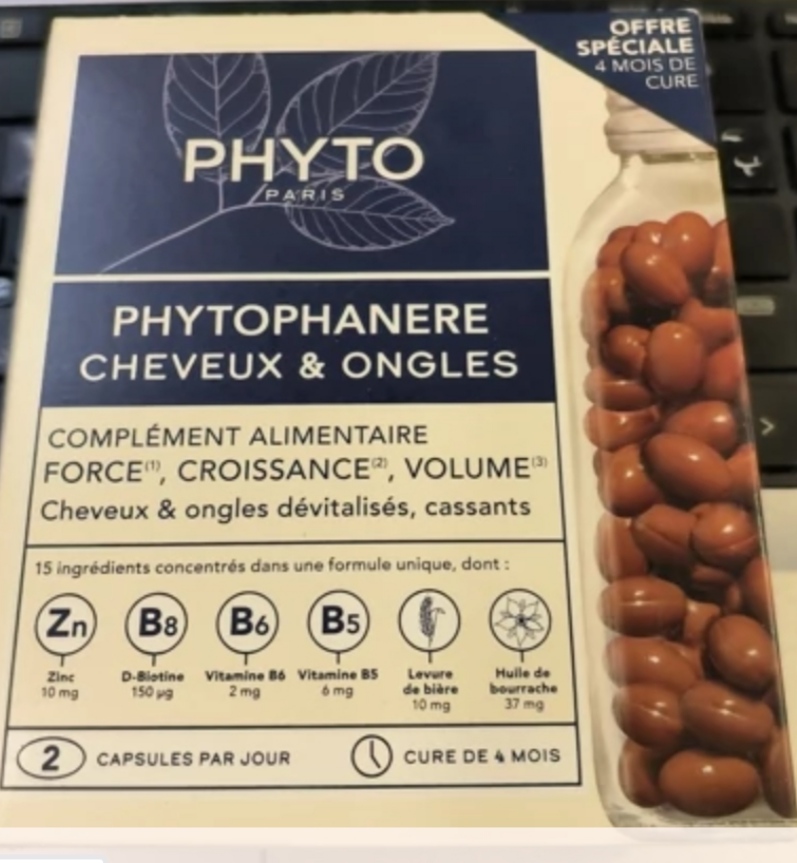 OFFRE
SPÉCIALE
4 MOIS DE
CURE
PHYTO
PARIS
PHYTOPHANERE
CHEVEUX & ONGLES
COMPLÉMENT ALIMENTAIRE
FORCE⁽¹⁾, CROISSANCE⁽²⁾, VOLUME⁽³⁾
Cheveux & ongles dévitalisés, cassants
15 ingrédients concentrés dans une formule unique, dont :
Zn B8 B6 B5
Zinc
10 mg
D-Biotine
150 µg
Vitamine B6
2 mg
Vitamine B5
6 mg
Levure
de bière
10 mg
Huile de
bourrache
37 mg
2 CAPSULES PAR JOUR
CURE DE 4 MOIS